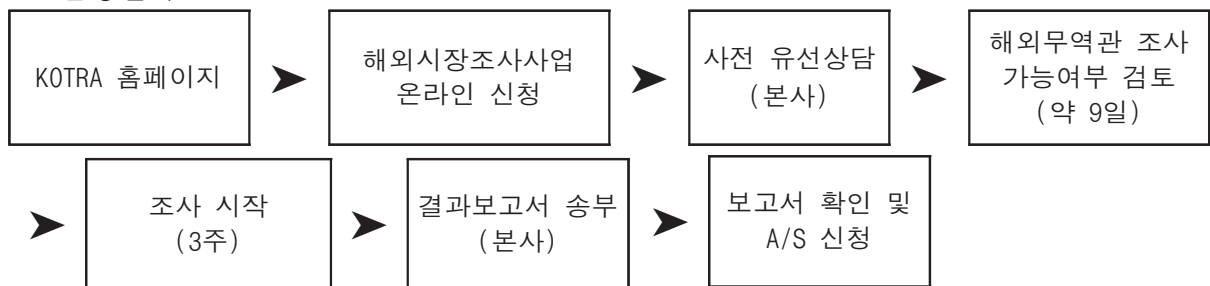 KOTRA 홈페이지
해외시장조사사업
온라인 신청
사전 유선상담
(본사)
해외무역관 조사
가능여부 검토
(약 9일)
조사 시작
(3주)
결과보고서 송부
(본사)
보고서 확인 및
A/S 신청